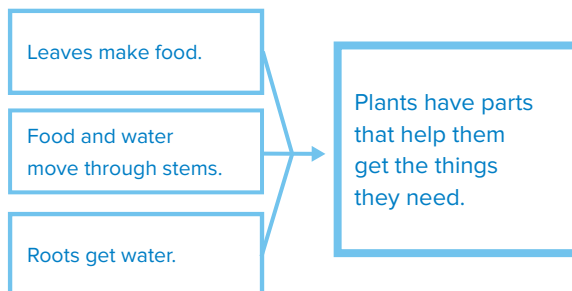 Leaves make food.
Food and water
move through stems.
Roots get water.
Plants have parts
that help them
get the things
they need.